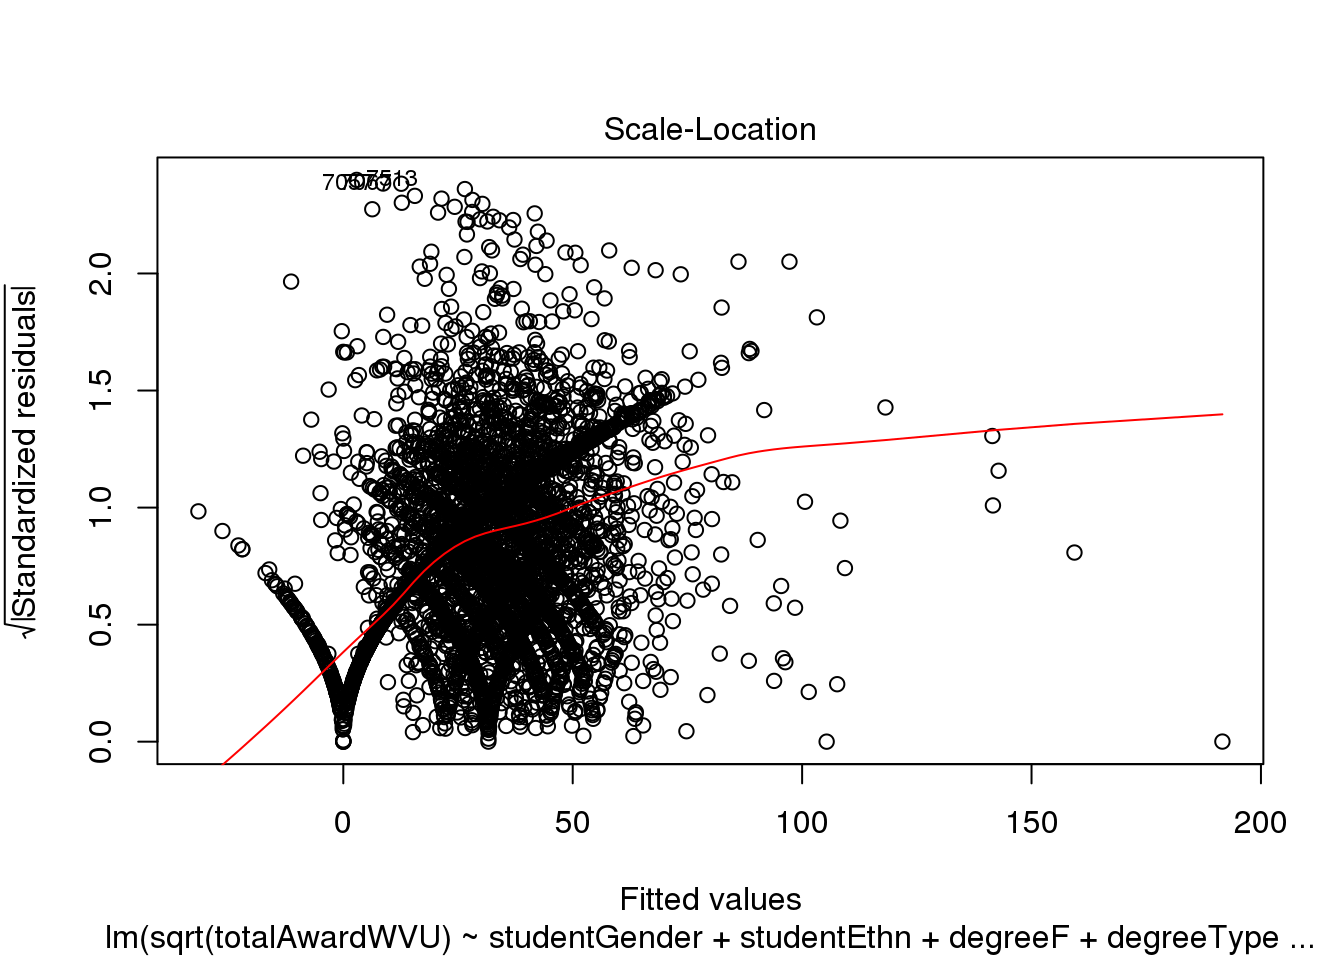 Scale-Location
√|Standardized residuals|
2.0
1.5
1.0
0.5
0.0
0 50 100 150 200
Fitted values
lm(sqrt(totalAwardWVU) ~ studentGender + studentEthn + degreeF + degreeType ...